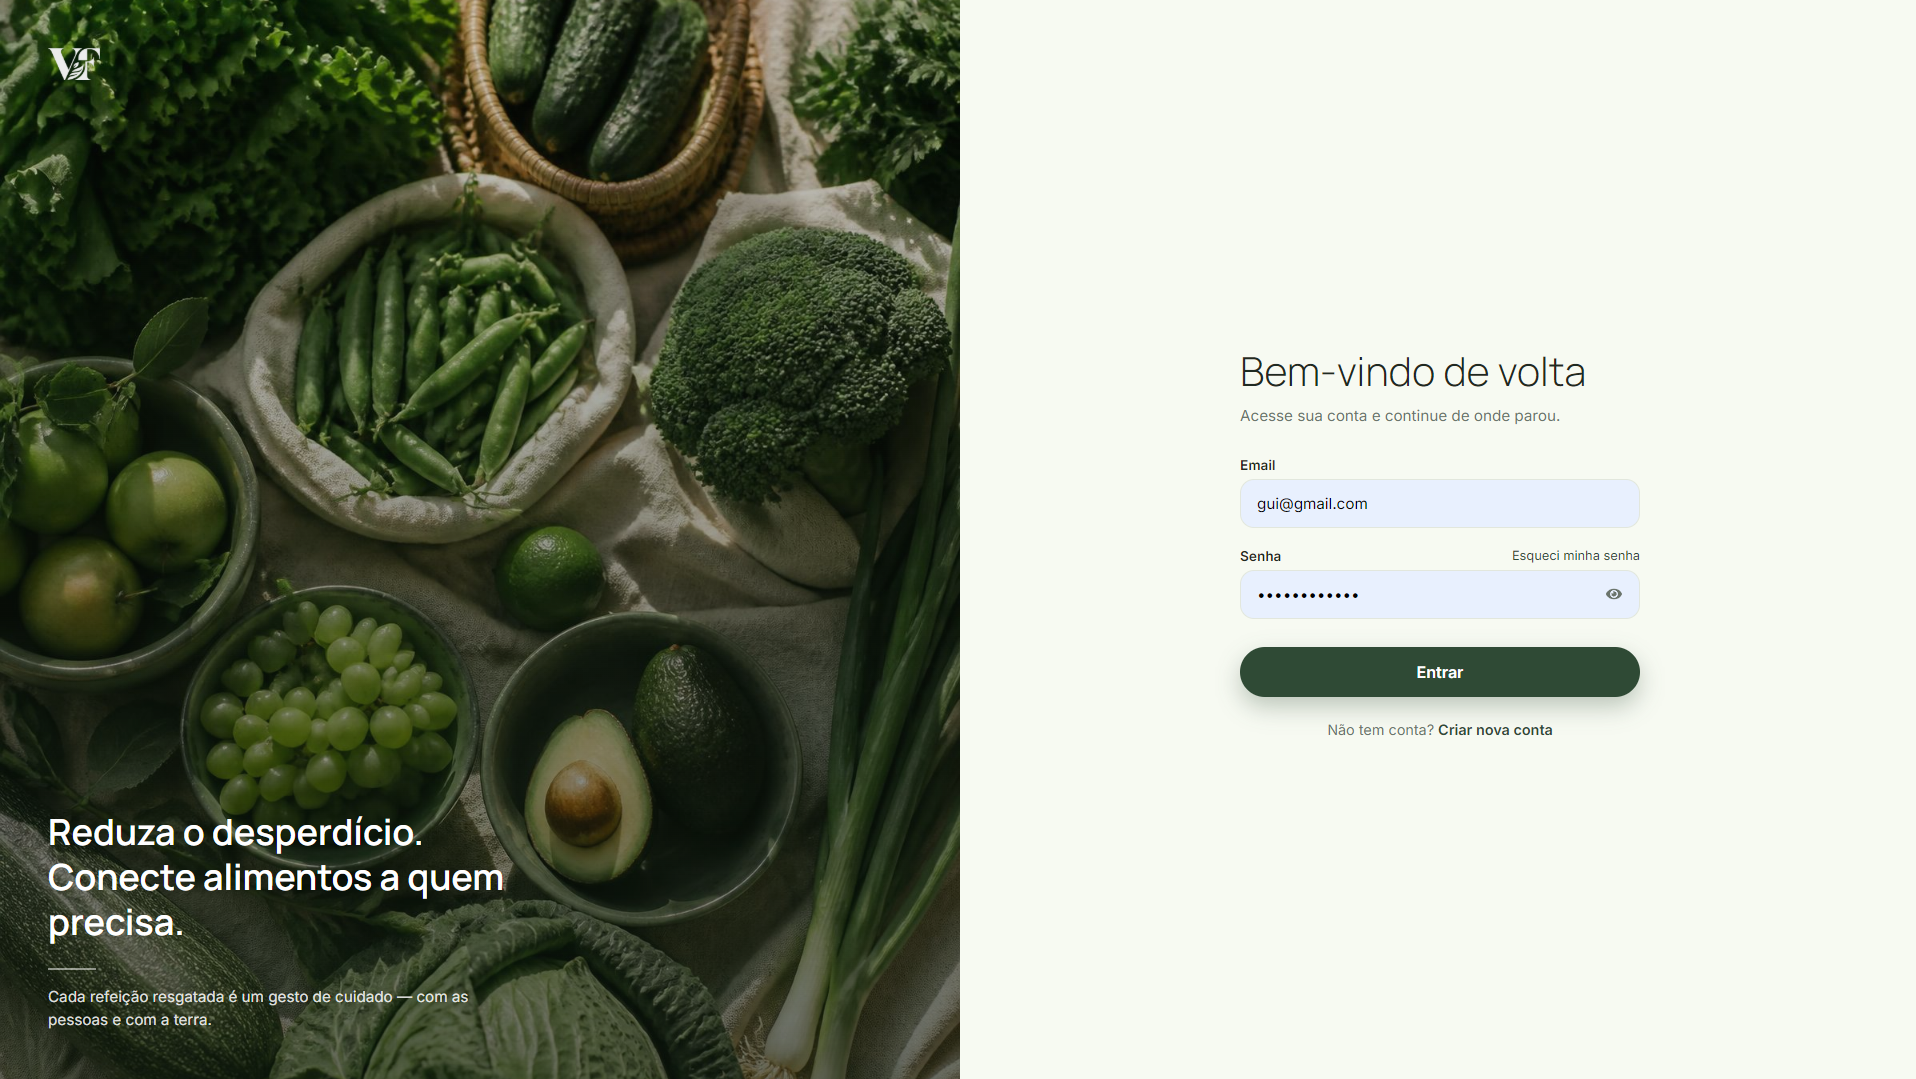 VF
Reduza o desperdício.
Conecte alimentos a quem
precisa.
Cada refeição resgatada é um gesto de cuidado — com as
pessoas e com a terra.
Bem-vindo de volta
Acesse sua conta e continue de onde parou.
Email
gui@gmail.com
Senha
Esqueci minha senha
••••••••••••
Entrar
Não tem conta? Criar nova conta